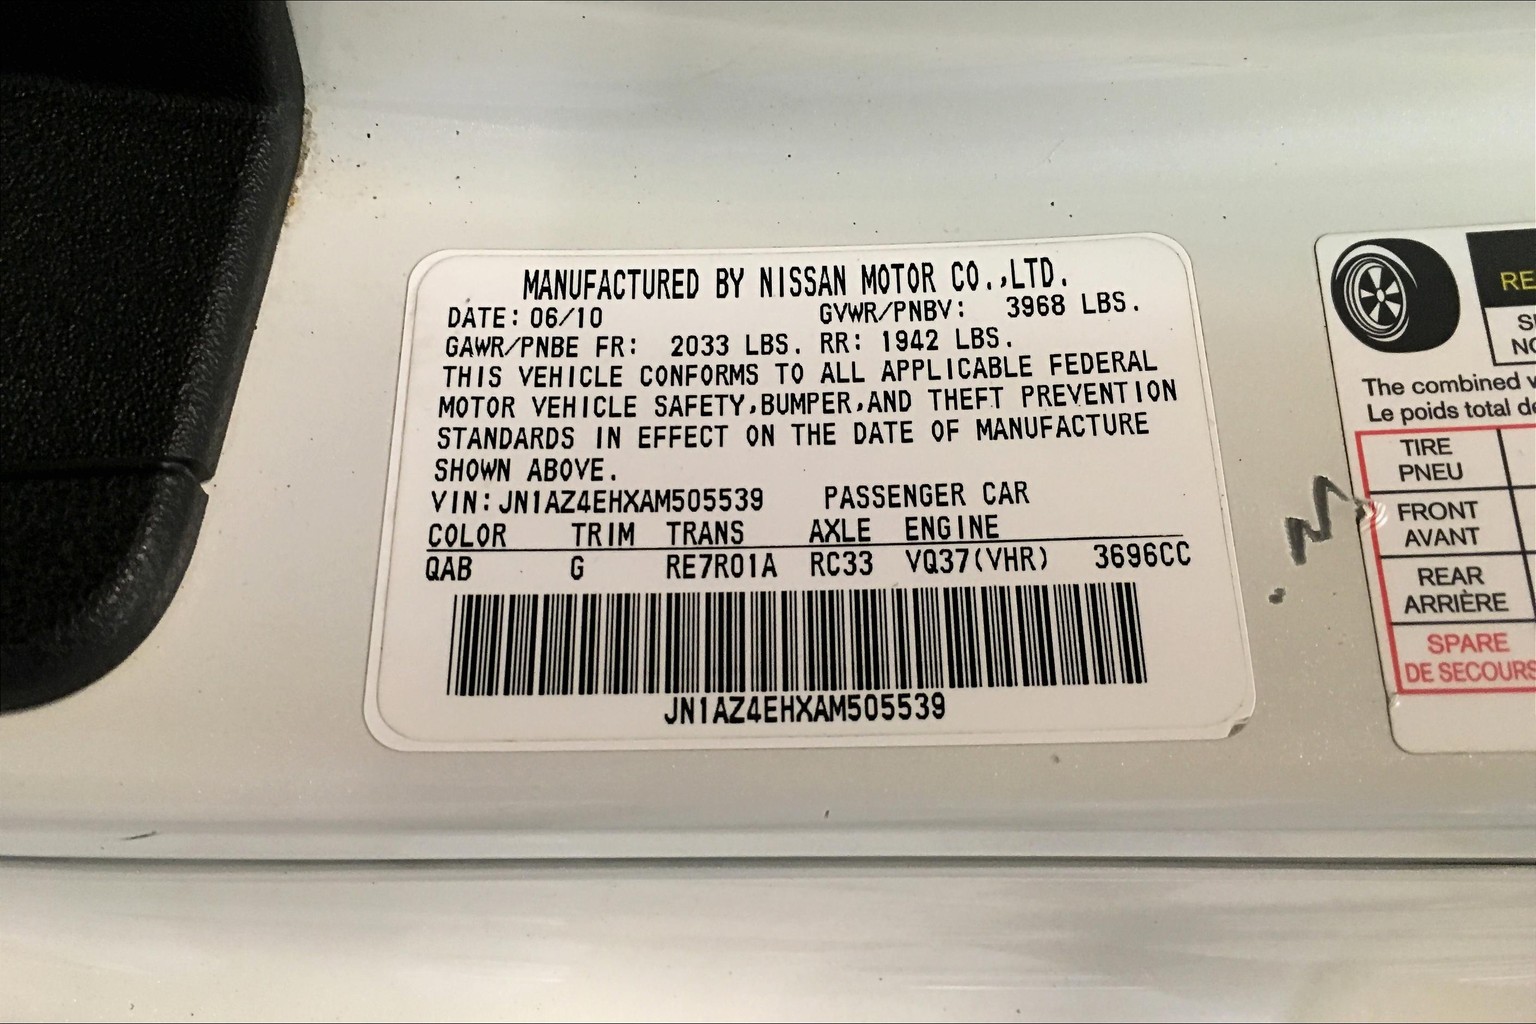 MANUFACTURED BY NISSAN MOTOR CO.,LTD.
DATE: 06/10 GVWR/PNBV: 3968 LBS.
GAWR/PNBE FR: 2033 LBS. RR: 1942 LBS.
THIS VEHICLE CONFORMS TO ALL APPLICABLE FEDERAL
MOTOR VEHICLE SAFETY,BUMPER,AND THEFT PREVENTION
STANDARDS IN EFFECT ON THE DATE OF MANUFACTURE
SHOWN ABOVE.
VIN: JN1AZ4EHXAM505539 PASSENGER CAR
COLOR TRIM TRANS AXLE ENGINE
QAB G RE7R01A RC33 VQ37(VHR) 3696CC
JN1AZ4EHXAM505539
The combined
Le poids total
TIRE
PNEU
FRONT
AVANT
REAR
ARRIÈRE
SPARE
DE SECOURS